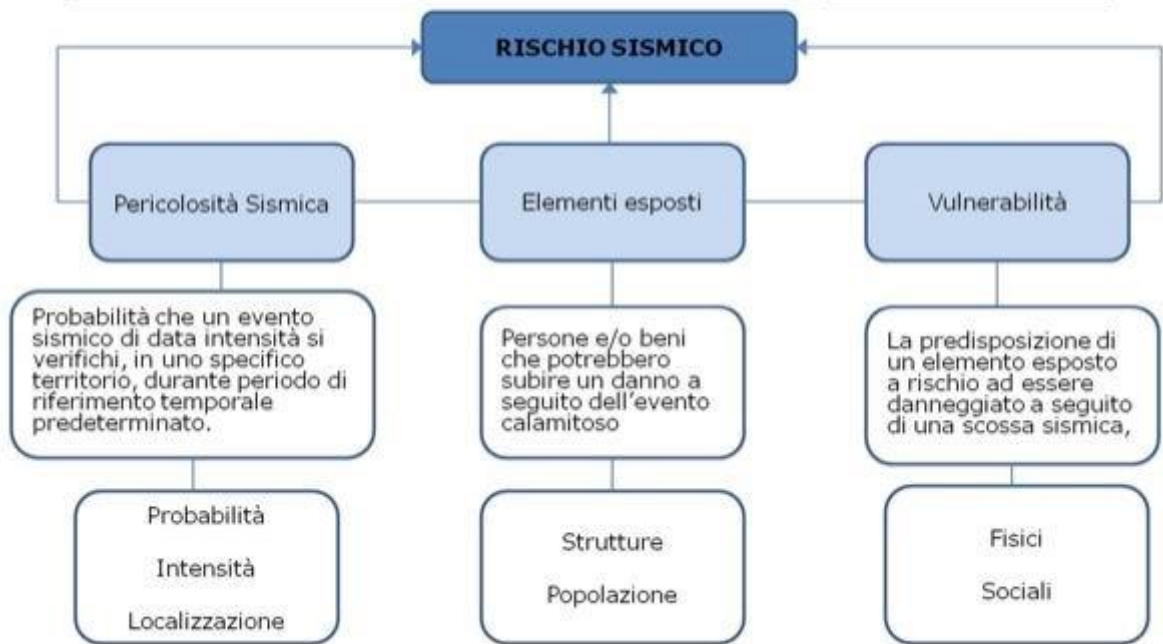 RISCHIO SISMICO
Pericolosità Sismica
Elementi esposti
Vulnerabilità
Probabilità che un evento
sismico di data intensità si
verifichi, in uno specifico
territorio, durante periodo di
riferimento temporale
predeterminato.
Persone e/o beni
che potrebbero
subire un danno a
seguito dell'evento
calamitoso
La predisposizione di
un elemento esposto
a rischio ad essere
danneggiato a seguito
di una scossa sismica,
Probabilità
Intensità
Localizzazione
Strutture
Popolazione
Fisici
Sociali